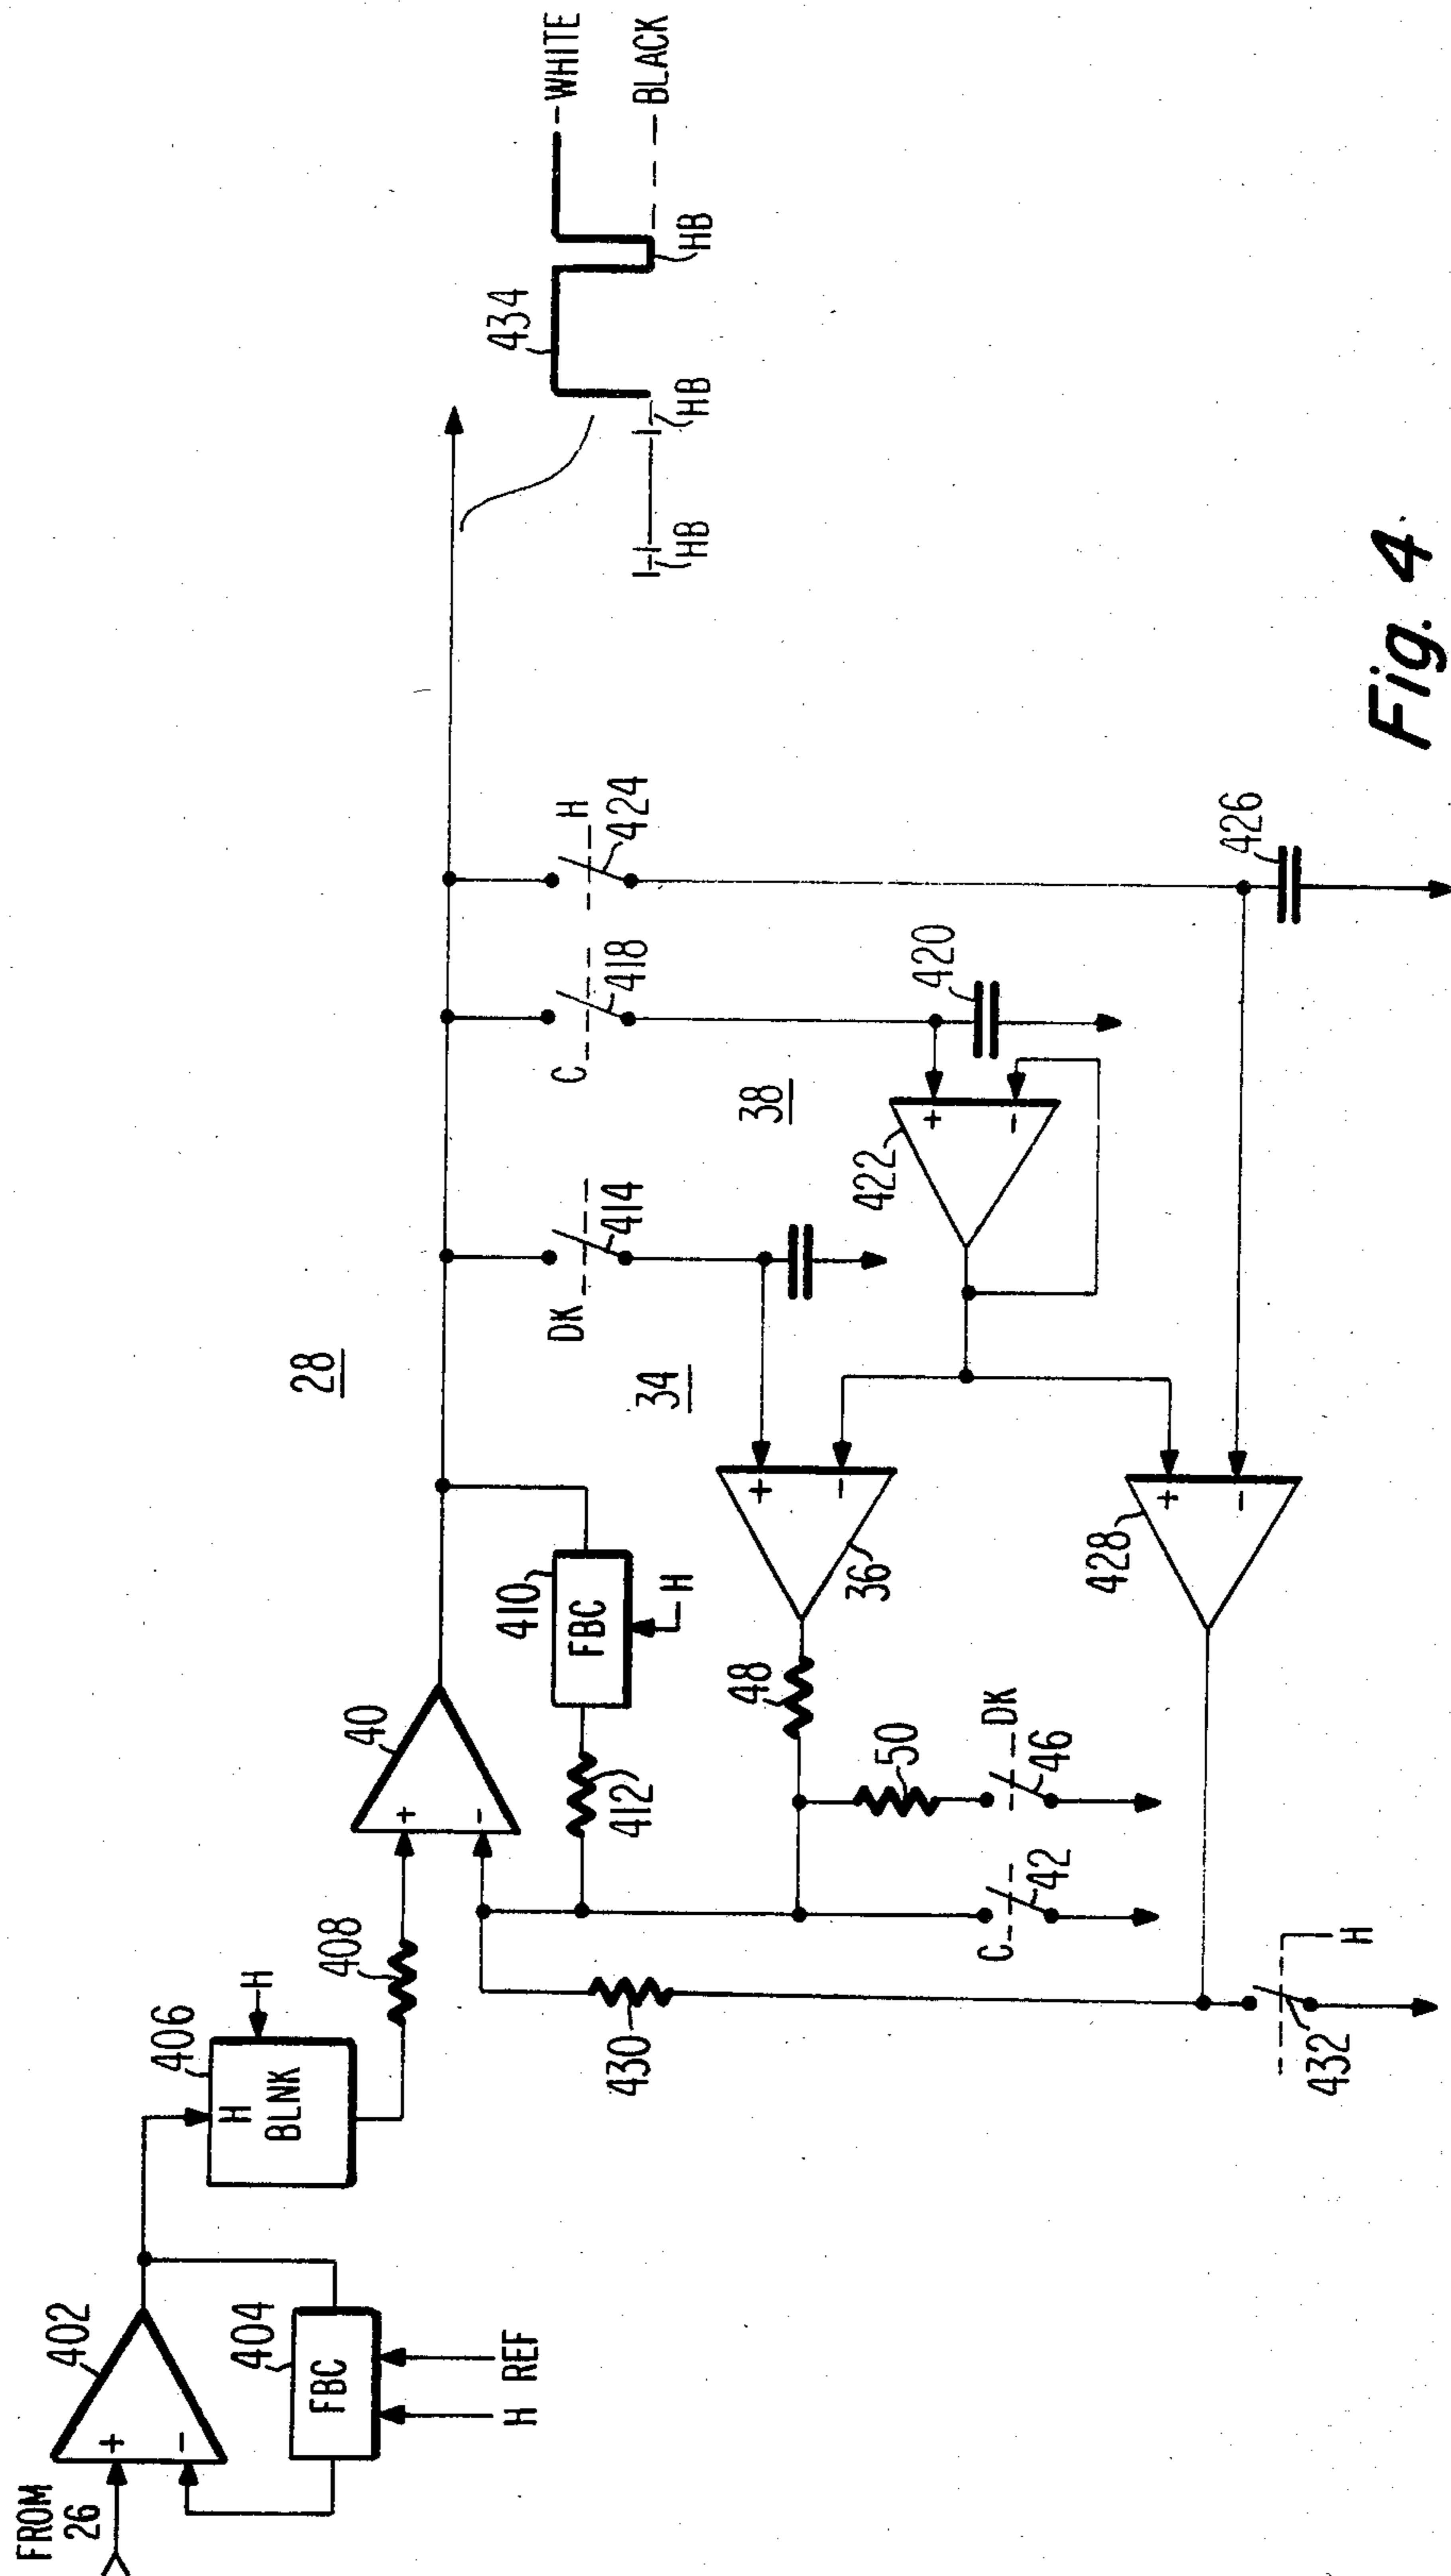 FROM
26
402
+
-
404
FBC
H REF
406
H
BLNK
H
408
40
+
-
410
FBC
H
412
28
434
WHITE
BLACK
HB
HB
HB
DK
414
C
418
H
424
34
38
36
+
-
48
50
DK
46
C
42
422
+
-
420
426
428
+
-
430
432
H
Fig. 4